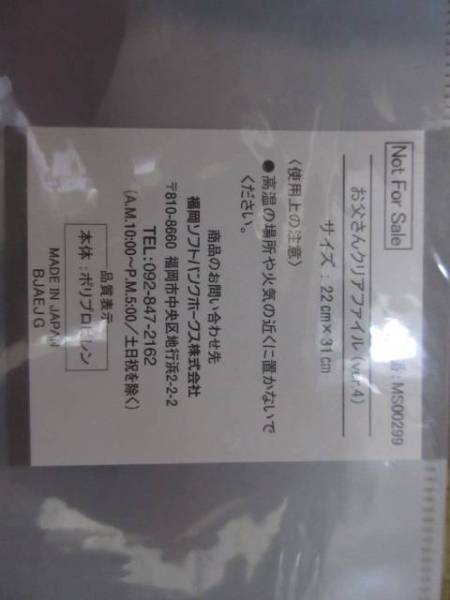 Not For Sale
番：MS00299
お父さんクリアファイル(ver.4)
サイズ：22cm×31cm
〈使用上の注意〉
●高温の場所や火気の近くに置かないで
ください。
商品のお問い合わせ先
福岡ソフトバンクホークス株式会社
〒810-8660 福岡市中央区地行浜2-2-2
TEL:092-847-2162
(A.M.10:00～P.M.5:00／土日祝を除く)
品質表示
本体：ポリプロピレン
MADE IN JAPAN
BJAEJG